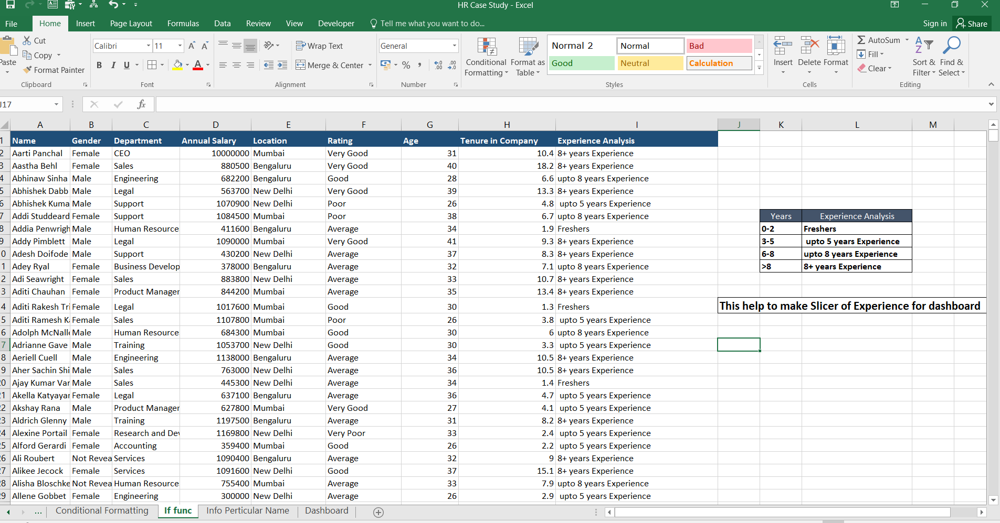 HR Case Study - Excel
File Home Insert Page Layout Formulas Data Review View Developer Tell me what you want to do... Sign in Share
Cut
Copy
Format Painter
Paste
Clipboard
Calibri 11
B I U
Font
Wrap Text
Merge & Center
Alignment
General
Number
Conditional Formatting
Format as Table
Normal 2 Normal Bad
Good Neutral Calculation
Styles
Insert Delete Format
Cells
AutoSum
Fill
Clear
Sort & Filter
Find & Select
Editing
J17 fx
A B C D E F G H I J K L M
1 Name Gender Department Annual Salary Location Rating Age Tenure in Company Experience Analysis
2 Aarti Panchal Female CEO 10000000 Mumbai Very Good 31 10.4 8+ years Experience
3 Aastha Behl Female Sales 880500 Bengaluru Very Good 40 18.2 8+ years Experience
4 Abhinaw Sinha Male Engineering 682200 Bengaluru Good 28 6.6 upto 8 years Experience
5 Abhishek Dabb Male Legal 563700 New Delhi Very Good 39 13.3 8+ years Experience
6 Abhishek Kuma Male Support 1070900 New Delhi Poor 26 4.8 upto 5 years Experience
7 Addi Studdeard Female Support 1084500 Mumbai Poor 38 6.7 upto 8 years Experience Years Experience Analysis
8 Addia Penwrigh Male Human Resource 411600 Bengaluru Average 34 1.9 Freshers 0-2 Freshers
9 Addy Pimblett Male Legal 1090000 Mumbai Very Good 41 9.3 8+ years Experience 3-5 upto 5 years Experience
0 Adesh Doifode Male Support 430200 New Delhi Average 37 8.3 8+ years Experience 6-8 upto 8 years Experience
1 Adey Ryal Female Business Develop 378000 Bengaluru Average 32 7.1 upto 8 years Experience >8 8+ years Experience
2 Adi Seawright Female Sales 883800 New Delhi Average 33 10.7 8+ years Experience
3 Aditi Chauhan Female Product Manager 844200 Mumbai Average 35 13.4 8+ years Experience
4 Aditi Rakesh Tri Female Legal 1017600 Mumbai Good 30 1.3 Freshers This help to make Slicer of Experience for dashboard
5 Aditi Ramesh Ka Female Sales 1107800 Mumbai Poor 26 3.8 upto 5 years Experience
6 Adolph McNalle Male Human Resource 684300 Mumbai Good 30 6 upto 8 years Experience
7 Adrianne Gave Male Training 1053700 New Delhi Good 30 3.3 upto 5 years Experience
8 Aeriell Cuell Male Engineering 1138000 Bengaluru Average 34 10.5 8+ years Experience
9 Aher Sachin Shi Male Sales 763000 New Delhi Average 36 10.5 8+ years Experience
20 Ajay Kumar Var Male Sales 445300 New Delhi Average 34 1.4 Freshers
21 Akella Katyayan Female Legal 637100 Bengaluru Average 36 4.7 upto 5 years Experience
22 Akshay Rana Male Product Manager 627800 Mumbai Very Good 27 4.1 upto 5 years Experience
23 Aldrich Glenny Male Training 1197500 Bengaluru Average 31 8.2 8+ years Experience
24 Alexine Portail Female Research and Dev 1169800 New Delhi Very Poor 33 2.4 upto 5 years Experience
25 Alford Gerardi Female Accounting 359400 Mumbai Good 26 2.2 upto 5 years Experience
26 Ali Roubert Not Revea Services 1090400 Bengaluru Average 32 9 8+ years Experience
27 Alikee Jecock Female Services 1091600 New Delhi Good 37 15.1 8+ years Experience
28 Alisha Bloschke Not Revea Human Resource 755400 Mumbai Average 33 7.9 upto 8 years Experience
29 Allene Gobbet Female Engineering 300000 New Delhi Average 26 2.9 upto 5 years Experience
... Conditional Formatting If func Info Perticular Name Dashboard